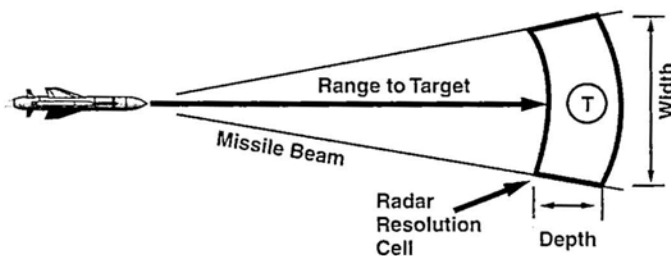 Range to Target
T
Width
Missile Beam
Radar
Resolution
Cell
Depth